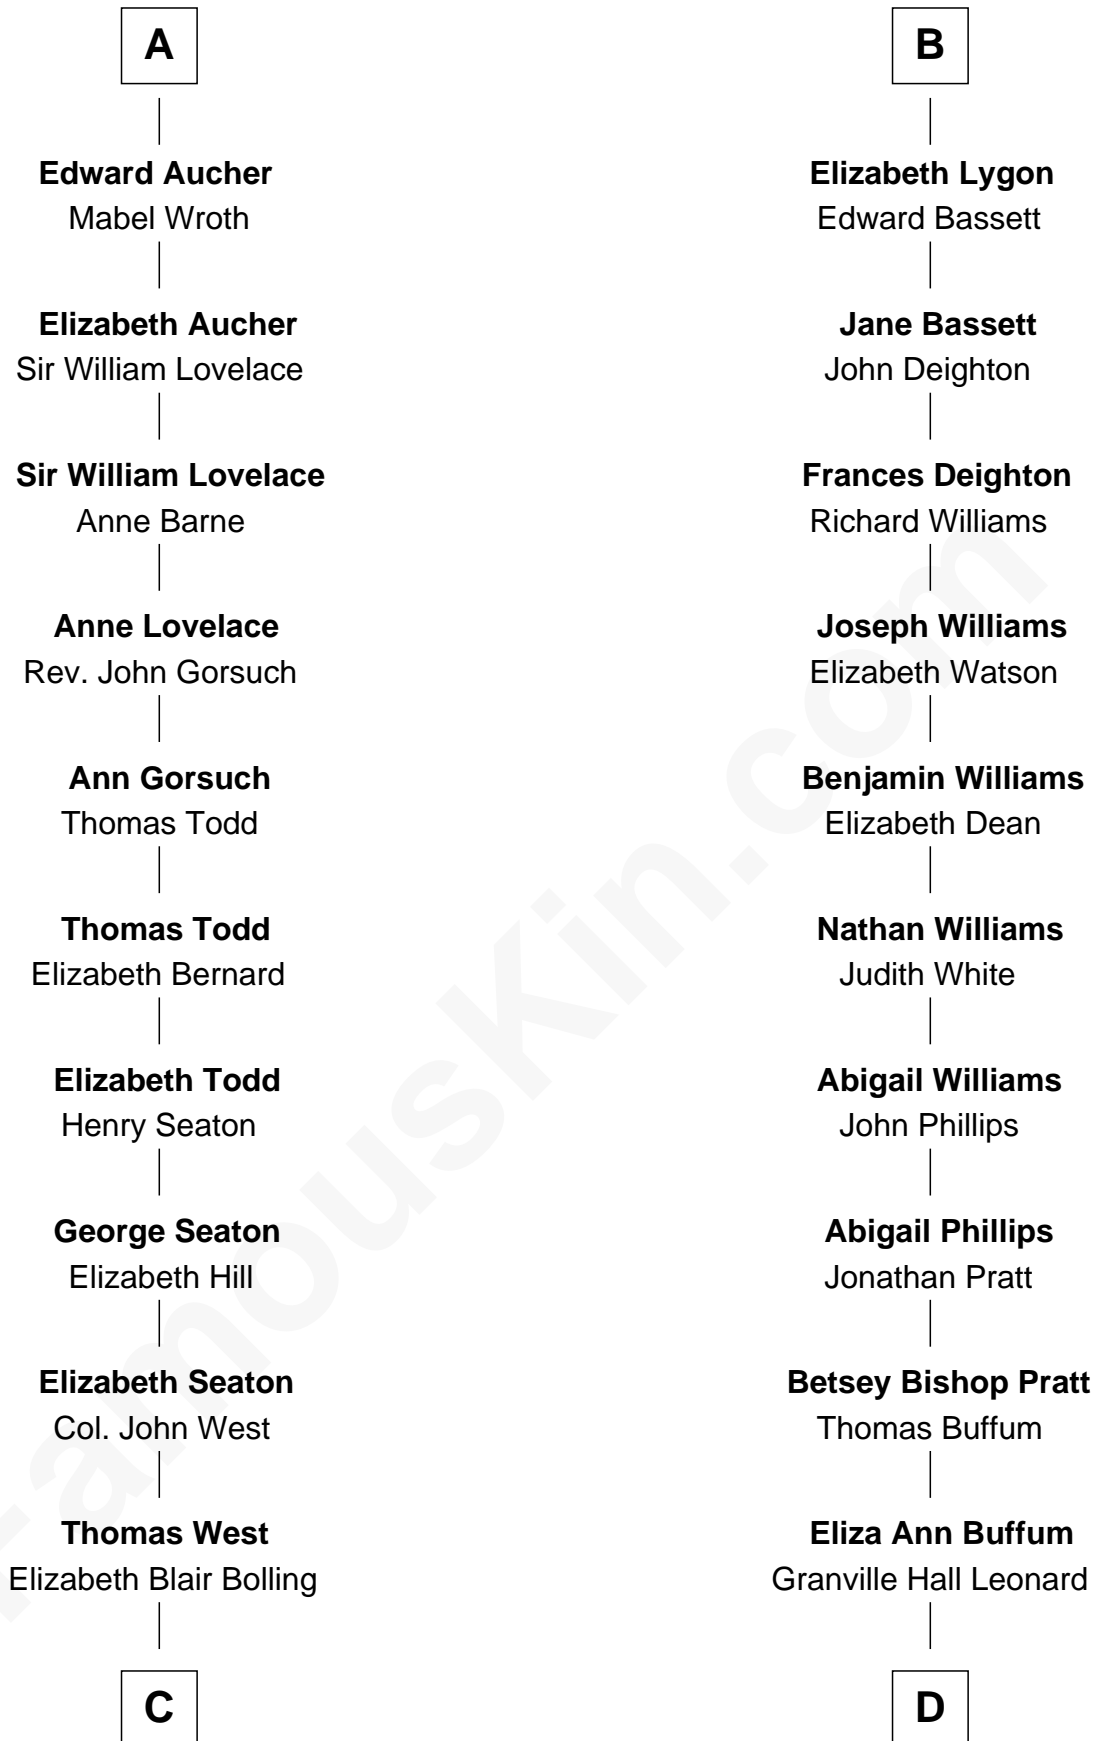 A
Edward Aucher
Mabel Wroth
Elizabeth Aucher
Sir William Lovelace
Sir William Lovelace
Anne Barne
Anne Lovelace
Rev. John Gorsuch
Ann Gorsuch
Thomas Todd
Thomas Todd
Elizabeth Bernard
Elizabeth Todd
Henry Seaton
George Seaton
Elizabeth Hill
Elizabeth Seaton
Col. John West
Thomas West
Elizabeth Blair Bolling
C
B
Elizabeth Lygon
Edward Bassett
Jane Bassett
John Deighton
Frances Deighton
Richard Williams
Joseph Williams
Elizabeth Watson
Benjamin Williams
Elizabeth Dean
Nathan Williams
Judith White
Abigail Williams
John Phillips
Abigail Phillips
Jonathan Pratt
Betsey Bishop Pratt
Thomas Buffum
Eliza Ann Buffum
Granville Hall Leonard
D
FamousKin.com